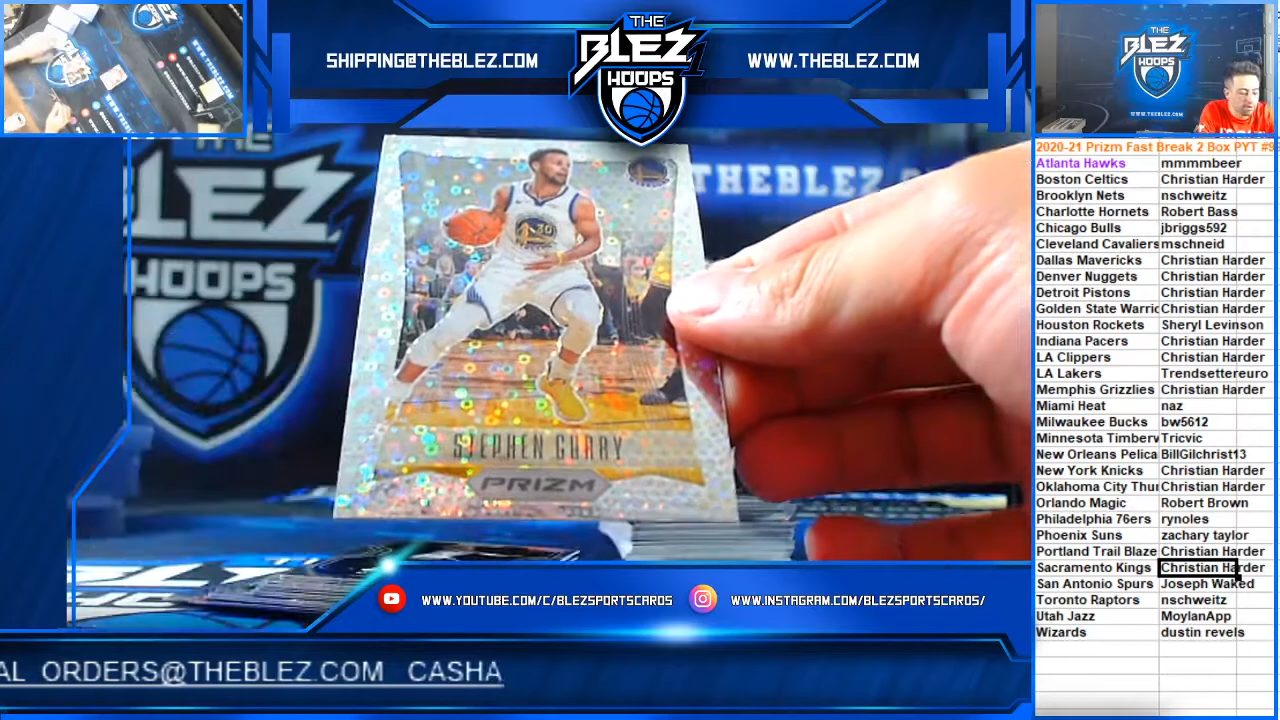 SHIPPING@THEBLEZ.COM
THE
BLEZ
HOOPS
WWW.THEBLEZ.COM
THE
BLEZ
WWW.THEBLEZ.COM
THE
LEZ
HOOPS
THEBLEZ.C
30
STEPHEN CURRY
PRIZM
WWW.YOUTUBE.COM/C/BLEZSPORTSCARDS
WWW.INSTAGRAM.COM/BLEZSPORTSCARDS/
AL ORDERS@THEBLEZ.COM CASHA
2020-21 Prizm Fast Break 2 Box PYT #9
Atlanta Hawks mmmmbeer
Boston Celtics Christian Harder
Brooklyn Nets nschweitz
Charlotte Hornets Robert Bass
Chicago Bulls jbriggs592
Cleveland Cavaliers mschneid
Dallas Mavericks Christian Harder
Denver Nuggets Christian Harder
Detroit Pistons Christian Harder
Golden State Warric Christian Harder
Houston Rockets Sheryl Levinson
Indiana Pacers Christian Harder
LA Clippers Christian Harder
LA Lakers Trendsettereuro
Memphis Grizzlies Christian Harder
Miami Heat naz
Milwaukee Bucks bw5612
Minnesota Timberv Tricvic
New Orleans Pelica BillGilchrist13
New York Knicks Christian Harder
Oklahoma City Thu Christian Harder
Orlando Magic Robert Brown
Philadelphia 76ers rynoles
Phoenix Suns zachary taylor
Portland Trail Blaze Christian Harder
Sacramento Kings Christian Harder
San Antonio Spurs Joseph Waked
Toronto Raptors nschweitz
Utah Jazz MoylanApp
Wizards dustin revels